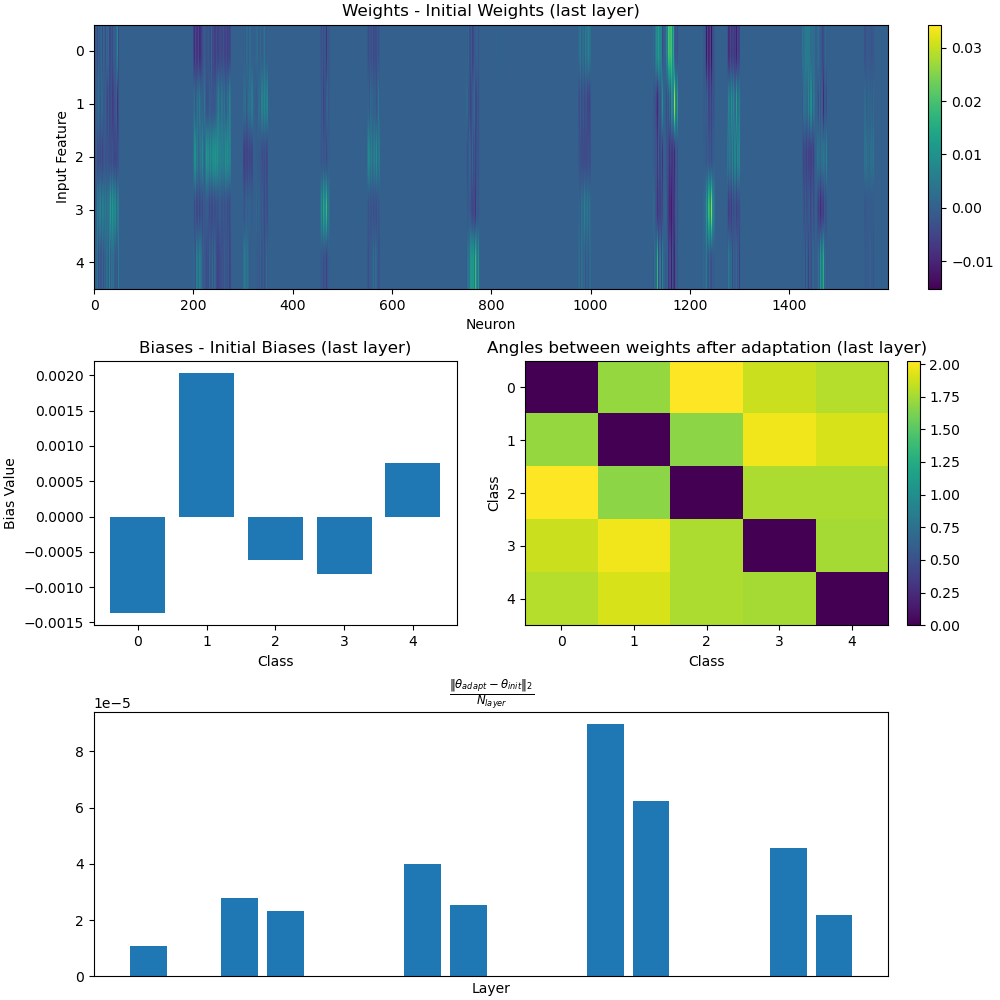 Weights - Initial Weights (last layer)
Input Feature
0
1
2
3
4
0 200 400 600 800 1000 1200 1400
Neuron
0.03
0.02
0.01
0.00
−0.01
Biases - Initial Biases (last layer)
Bias Value
0.0020
0.0015
0.0010
0.0005
0.0000
−0.0005
−0.0010
−0.0015
0 1 2 3 4
Class
Angles between weights after adaptation (last layer)
Class
0
1
2
3
4
0 1 2 3 4
Class
2.00
1.75
1.50
1.25
1.00
0.75
0.50
0.25
0.00
‖θadapt − θinit‖2
Nlayer
1e−5
8
6
4
2
0
Layer